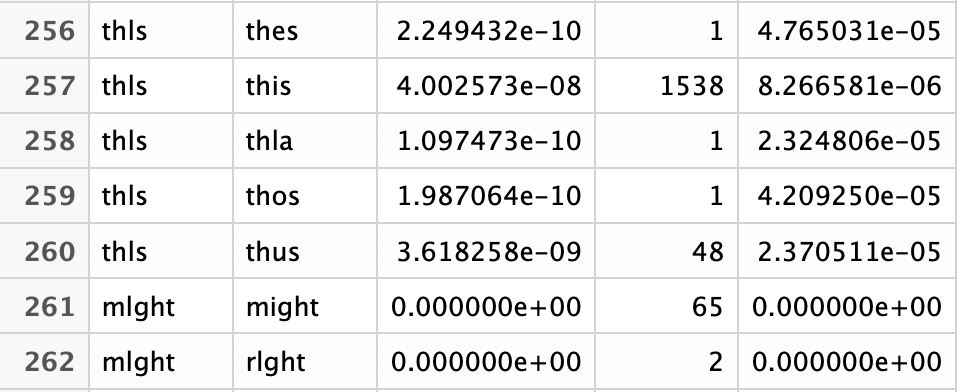 256 thls thes 2.249432e−10 1 4.765031e−05
257 thls this 4.002573e−08 1538 8.266581e−06
258 thls thla 1.097473e−10 1 2.324806e−05
259 thls thos 1.987064e−10 1 4.209250e−05
260 thls thus 3.618258e−09 48 2.370511e−05
261 mlght might 0.000000e+00 65 0.000000e+00
262 mlght rlght 0.000000e+00 2 0.000000e+00